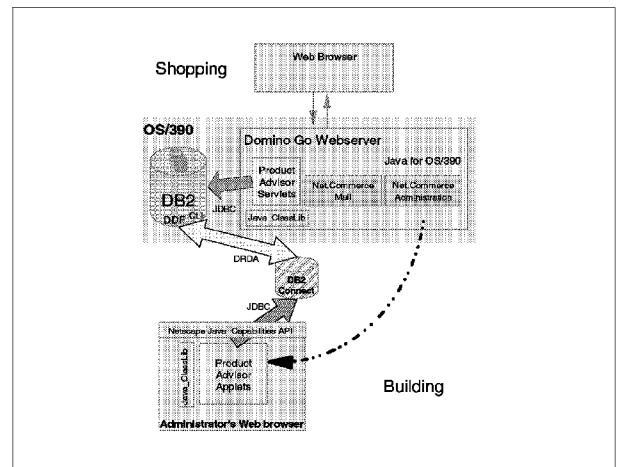 Shopping
Web Browser
OS/390
Domino Go Webserver
Java for OS/390
Product
Advisor
Servlets
Net.Commerce
Mall
Net.Commerce
Administration
JDBC
DB2
DDF CLI
Java_ClassLib
DRDA
DB2
Connect
JDBC
Netscape Java Capabilities API
Java_ClassLib
Product
Advisor
Applets
Building
Administrator's Web browser